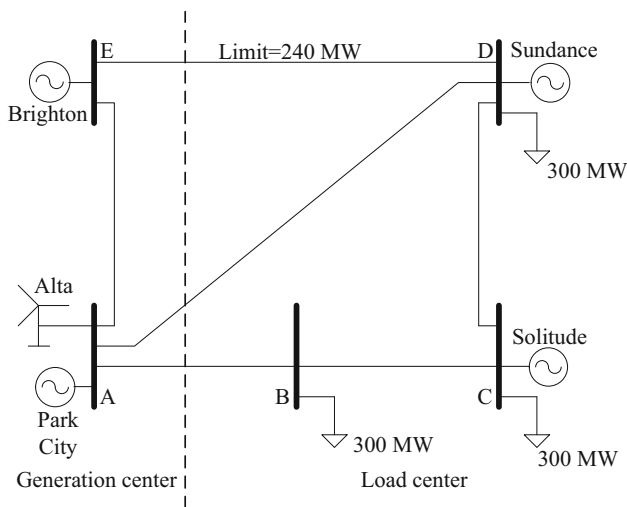 E
Limit=240 MW
D
Sundance
Brighton
300 MW
Alta
Solitude
A
B
C
Park
City
300 MW
300 MW
Generation center
Load center